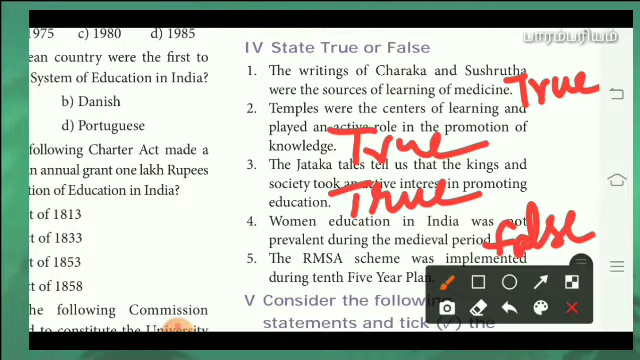 1975 c) 1980 d) 1985
ean country were the first to
System of Education in India?
b) Danish
d) Portuguese
following Charter Act made a
n annual grant one lakh Rupees
tion of Education in India?
ct of 1813
ct of 1833
ct of 1853
ct of 1858
he following Commission
ed to constitute the University
பாரம்பரியம்
IV State True or False
1. The writings of Charaka and Sushrutha
were the sources of learning of medicine.
True
2. Temples were the centers of learning and
played an active role in the promotion of
knowledge.
True
3. The Jataka tales tell us that the kings and
society took an active interest in promoting
education.
True
4. Women education in India was not
prevalent during the medieval period
false
5. The RMSA scheme was implemented
during tenth Five Year Plan.
V Consider the following
statements and tick (✓) the